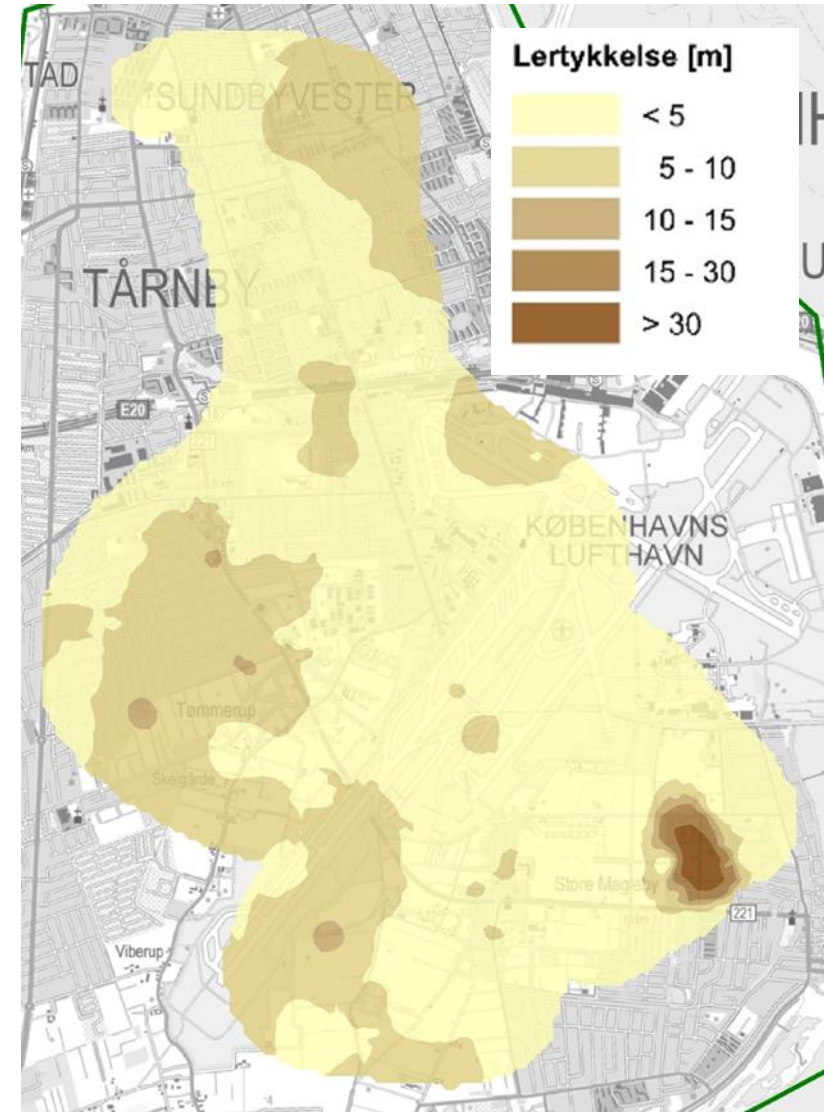 Lertykkelse [m]
< 5
5 - 10
10 - 15
15 - 30
> 30
TAD
SUNDBYVESTER
TÅRNBY
E20
221
KØBENHAVNS
LUFTHAVN
Tømmerup
Skelgårde
Store Magleby
221
Viberup